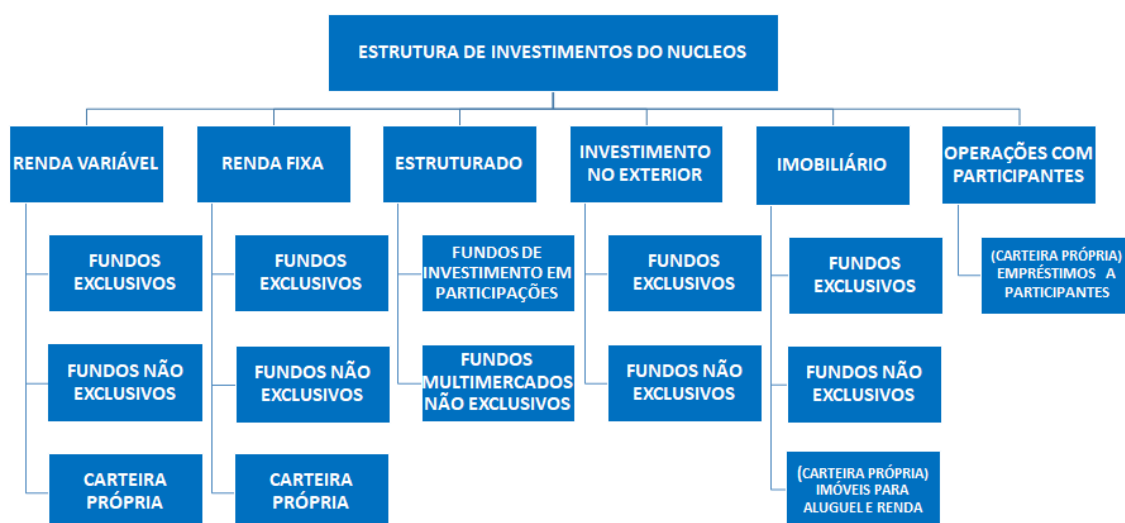 ESTRUTURA DE INVESTIMENTOS DO NUCLEOS
RENDA VARIÁVEL
FUNDOS
EXCLUSIVOS
FUNDOS NÃO
EXCLUSIVOS
CARTEIRA
PRÓPRIA
RENDA FIXA
FUNDOS
EXCLUSIVOS
FUNDOS NÃO
EXCLUSIVOS
CARTEIRA
PRÓPRIA
ESTRUTURADO
FUNDOS DE
INVESTIMENTO EM
PARTICIPAÇÕES
FUNDOS
MULTIMERCADOS
NÃO EXCLUSIVOS
INVESTIMENTO
NO EXTERIOR
FUNDOS
EXCLUSIVOS
FUNDOS NÃO
EXCLUSIVOS
IMOBILIÁRIO
FUNDOS
EXCLUSIVOS
FUNDOS NÃO
EXCLUSIVOS
(CARTEIRA PRÓPRIA)
IMÓVEIS PARA
ALUGUEL E RENDA
OPERAÇÕES COM
PARTICIPANTES
(CARTEIRA PRÓPRIA)
EMPRÉSTIMOS A
PARTICIPANTES